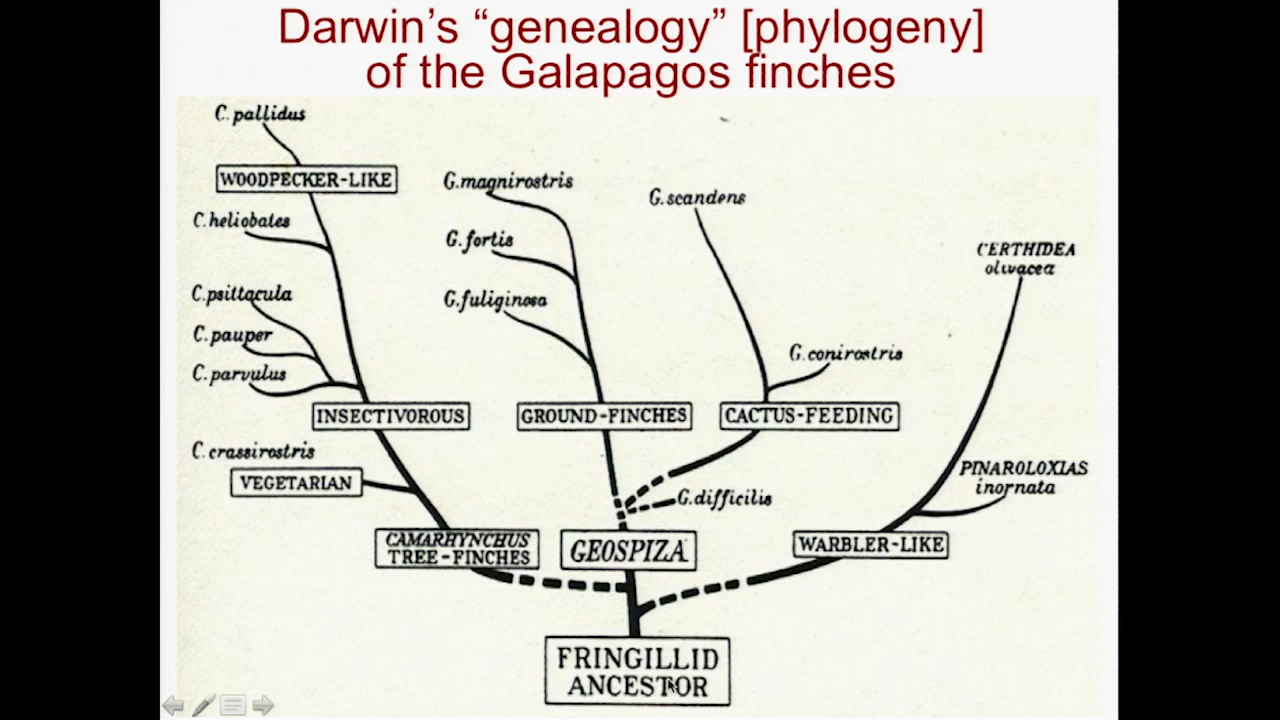 Darwin's “genealogy” [phylogeny]
of the Galapagos finches
C. pallidus
WOODPECKER-LIKE
C. heliobates
C. psittacula
C. pauper
C. parvulus
INSECTIVOROUS
C. crassirostris
VEGETARIAN
CAMARHYNCHUS
TREE-FINCHES
G. magnirostris
G. fortis
G. fuliginosa
GROUND-FINCHES
GEOSPIZA
G. scandens
G. conirostris
CACTUS-FEEDING
G. difficilis
CERTHIDEA
olivacea
PINAROLOXIAS
inornata
WARBLER-LIKE
FRINGILLID
ANCESTOR